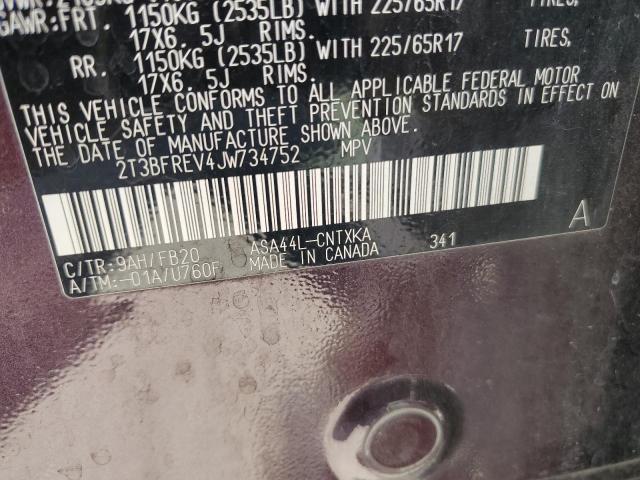 GAWR:FRT. 1150KG (2535LB) WITH 225/65R17 TIRES,
17X6.5J RIMS.
RR. 1150KG (2535LB) WITH 225/65R17 TIRES,
17X6.5J RIMS.
THIS VEHICLE CONFORMS TO ALL APPLICABLE FEDERAL MOTOR
VEHICLE SAFETY AND THEFT PREVENTION STANDARDS IN EFFECT ON
THE DATE OF MANUFACTURE SHOWN ABOVE.
2T3BFREV4JW734752 MPV
A
C/TR:9AH/FB20 ASA44L-CNTXKA 341
A/TM:-01A/U760F MADE IN CANADA